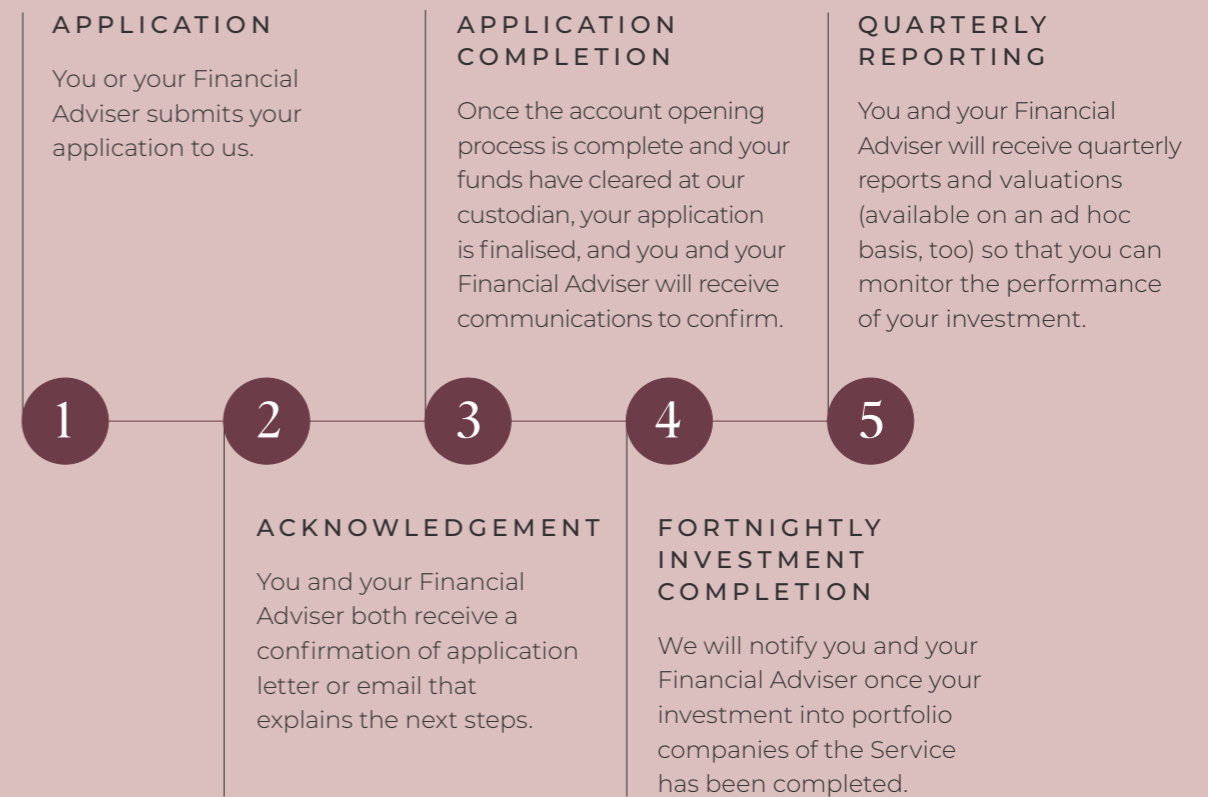 APPLICATION
You or your Financial
Adviser submits your
application to us.
APPLICATION
COMPLETION
Once the account opening
process is complete and your
funds have cleared at our
custodian, your application
is finalised, and you and your
Financial Adviser will receive
communications to confirm.
QUARTERLY
REPORTING
You and your Financial
Adviser will receive quarterly
reports and valuations
(available on an ad hoc
basis, too) so that you can
monitor the performance
of your investment.
1
2
3
4
5
ACKNOWLEDGEMENT
You and your Financial
Adviser both receive a
confirmation of application
letter or email that
explains the next steps.
FORTNIGHTLY
INVESTMENT
COMPLETION
We will notify you and your
Financial Adviser once your
investment into portfolio
companies of the Service
has been completed.